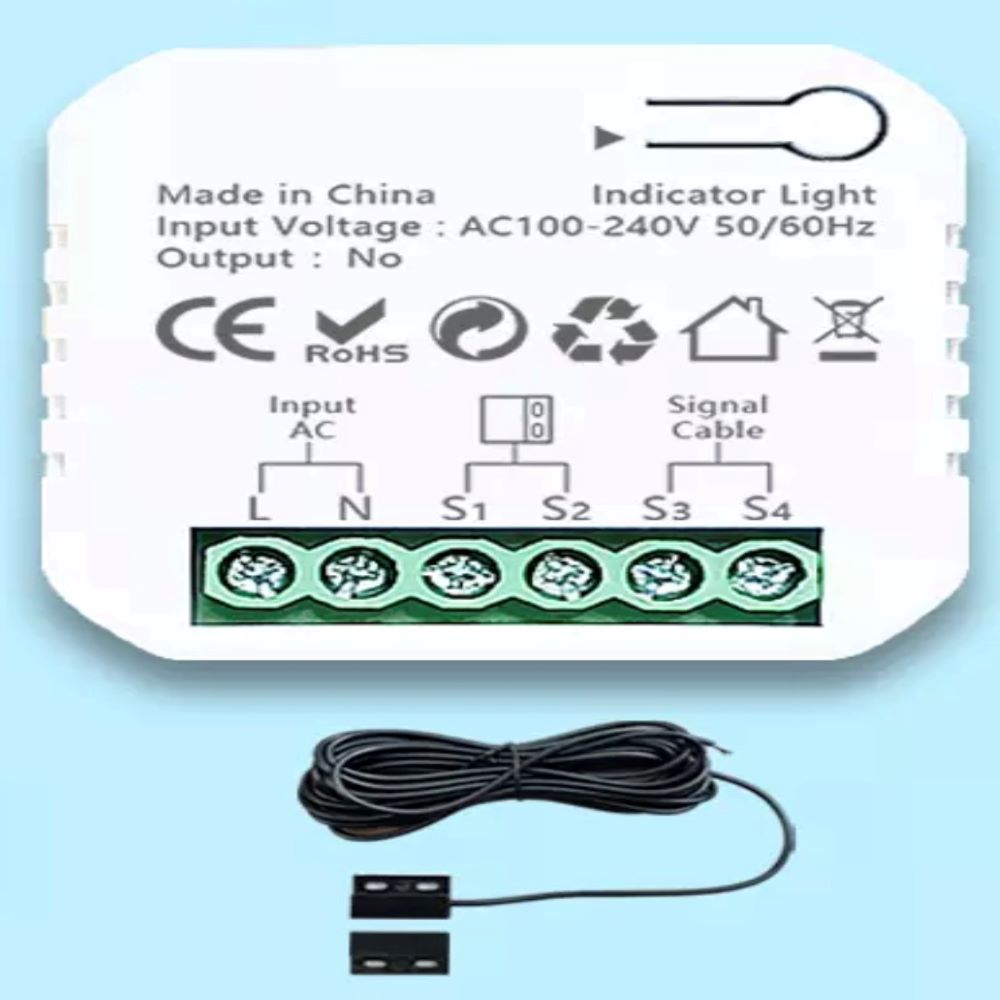 Made in China
Indicator Light
Input Voltage : AC100-240V 50/60Hz
Output : No
CE
RoHS
Input AC
Signal Cable
L N S1 S2 S3 S4